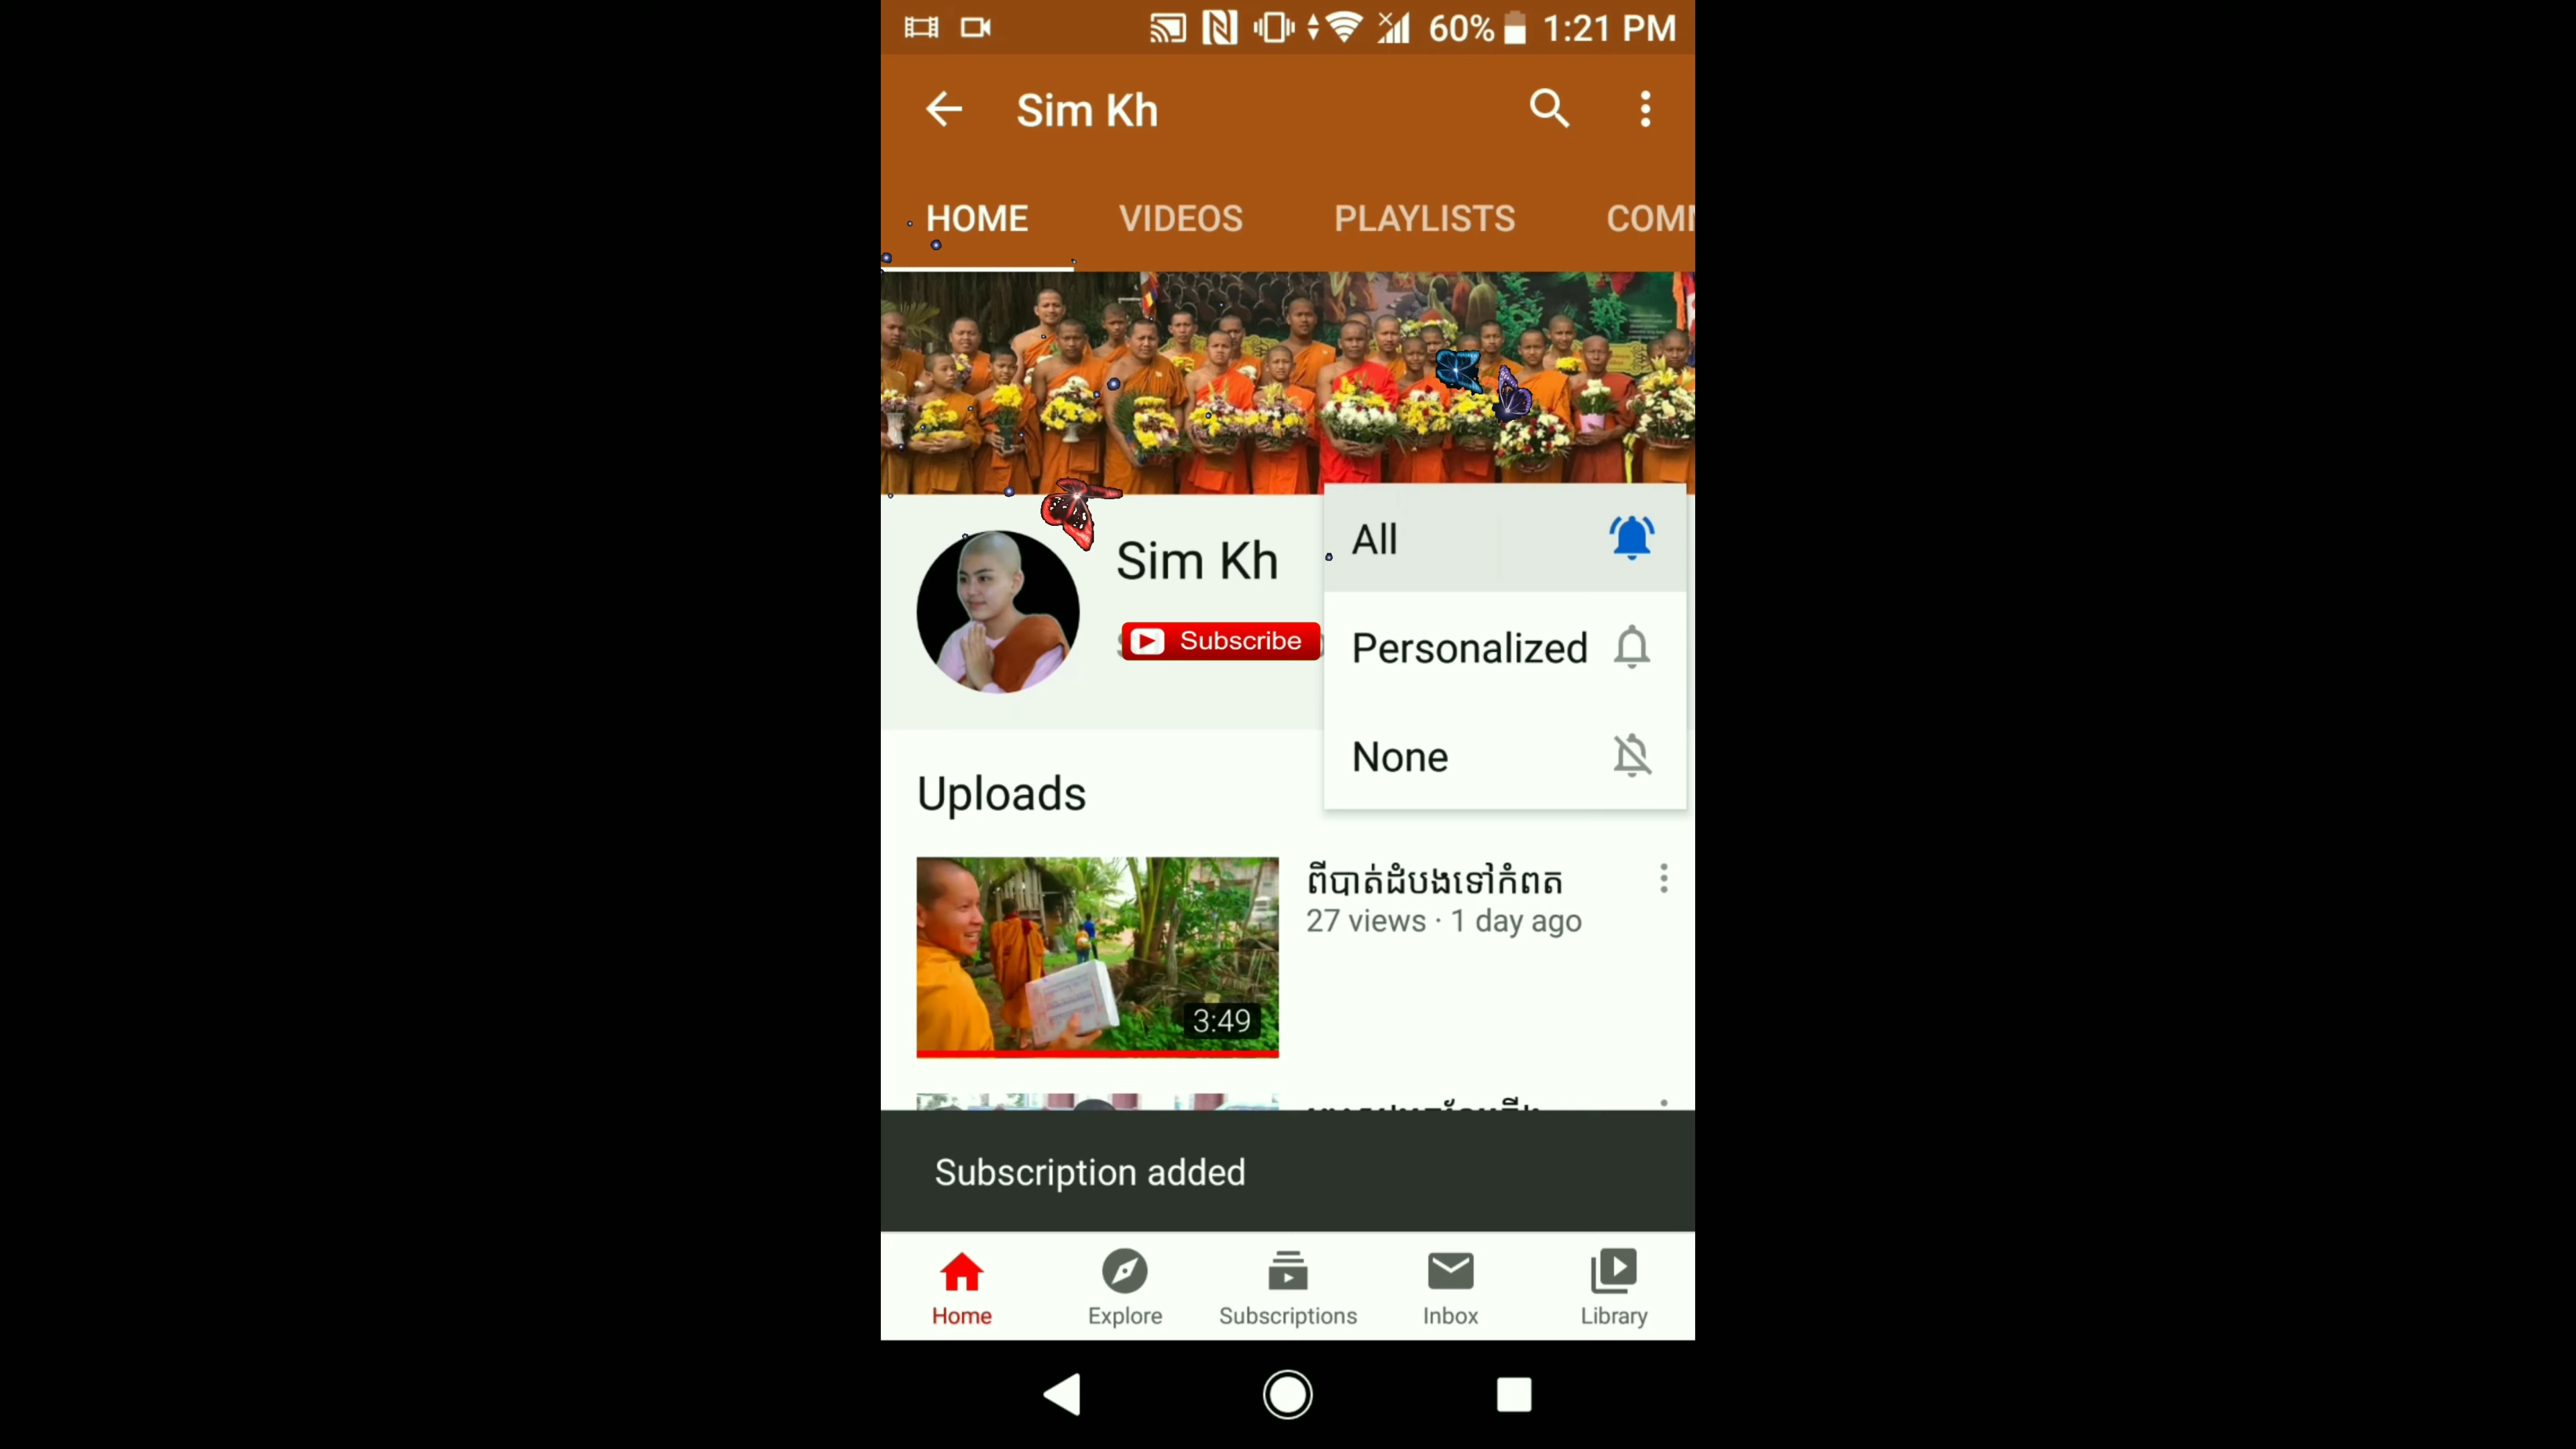 60% 1:21 PM
Sim Kh
HOME VIDEOS PLAYLISTS COMM
Sim Kh
Subscribe
All
Personalized
None
Uploads
ពីបាត់ដំបងទៅកំពត
27 views · 1 day ago
3:49
Subscription added
Home Explore Subscriptions Inbox Library